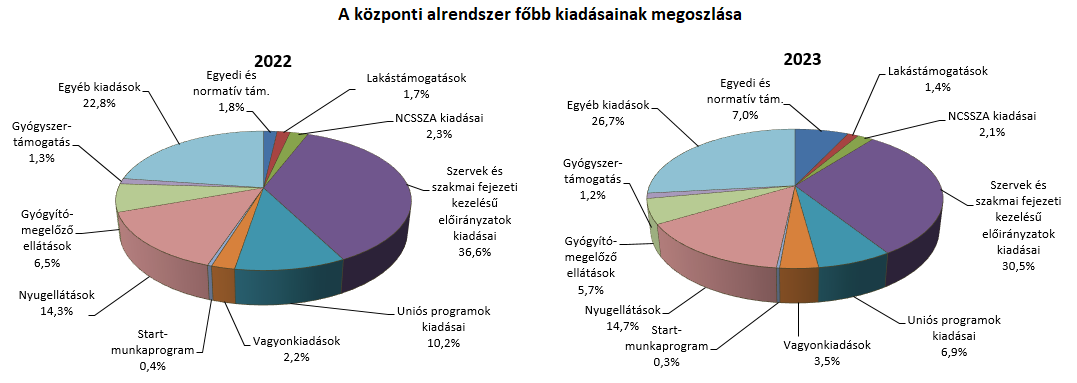 A központi alrendszer főbb kiadásainak megoszlása
2022
Egyedi és
normatív tám.
1,8%
Lakástámogatások
1,7%
NCSSZA kiadásai
2,3%
Szervek és
szakmai fejezeti
kezelésű
előirányzatok
kiadásai
36,6%
Uniós programok
kiadásai
10,2%
Vagyonkiadások
2,2%
Start-
munkaprogram
0,4%
Nyugellátások
14,3%
Gyógyító-
megelőző
ellátások
6,5%
Gyógyszer-
támogatás
1,3%
Egyéb kiadások
22,8%
2023
Egyedi és
normatív tám.
7,0%
Lakástámogatások
1,4%
NCSSZA kiadásai
2,1%
Szervek és
szakmai fejezeti
kezelésű
előirányzatok
kiadásai
30,5%
Uniós programok
kiadásai
6,9%
Vagyonkiadások
3,5%
Start-
munkaprogram
0,3%
Nyugellátások
14,7%
Gyógyító-
megelőző
ellátások
5,7%
Gyógyszer-
támogatás
1,2%
Egyéb kiadások
26,7%